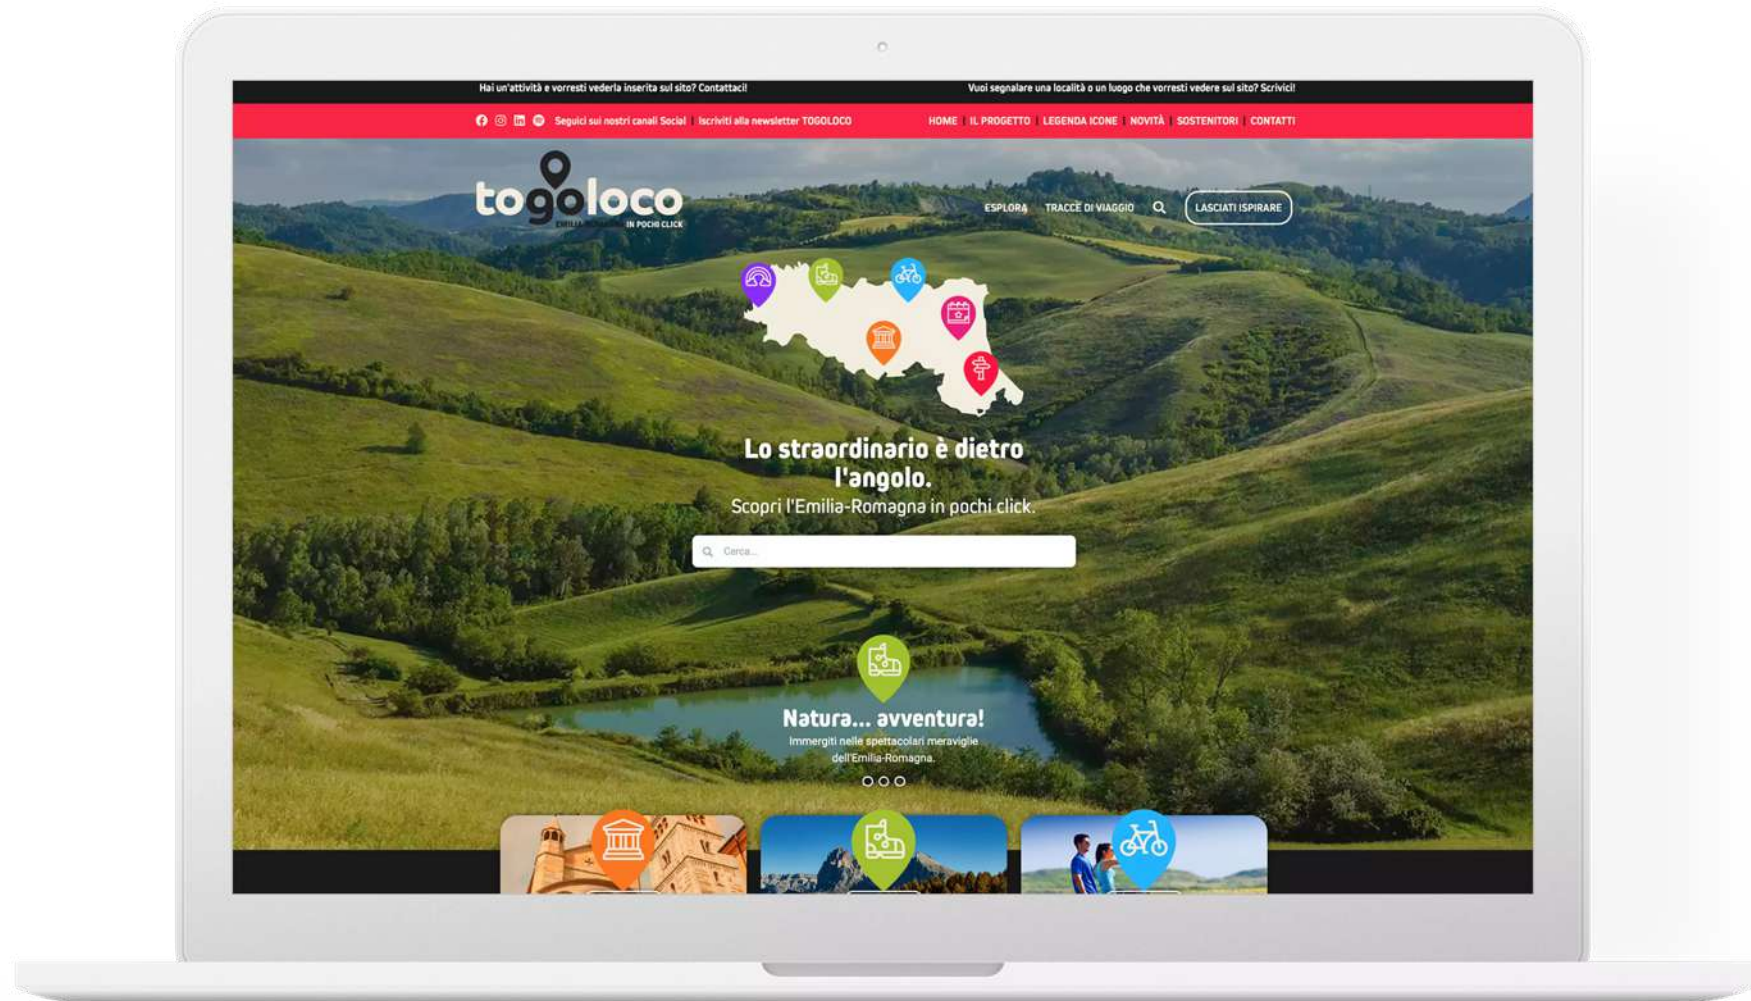 Hai un'attività e vorresti vederla inserita sul sito? Contattaci!
Vuoi segnalare una località o un luogo che vorresti vedere sul sito? Scrivici!
Seguici sui nostri canali Social | Iscriviti alla newsletter TOGOLOCO
HOME | IL PROGETTO | LEGENDA ICONE | NOVITÀ | SOSTENITORI | CONTATTI
togoloco
EMILIA-ROMAGNA IN POCHI CLICK
ESPLORA TRACCE DI VIAGGIO LASCIATI ISPIRARE
Lo straordinario è dietro
l'angolo.
Scopri l'Emilia-Romagna in pochi click.
Cerca...
Natura... avventura!
Immergiti nelle spettacolari meraviglie
dell'Emilia-Romagna.